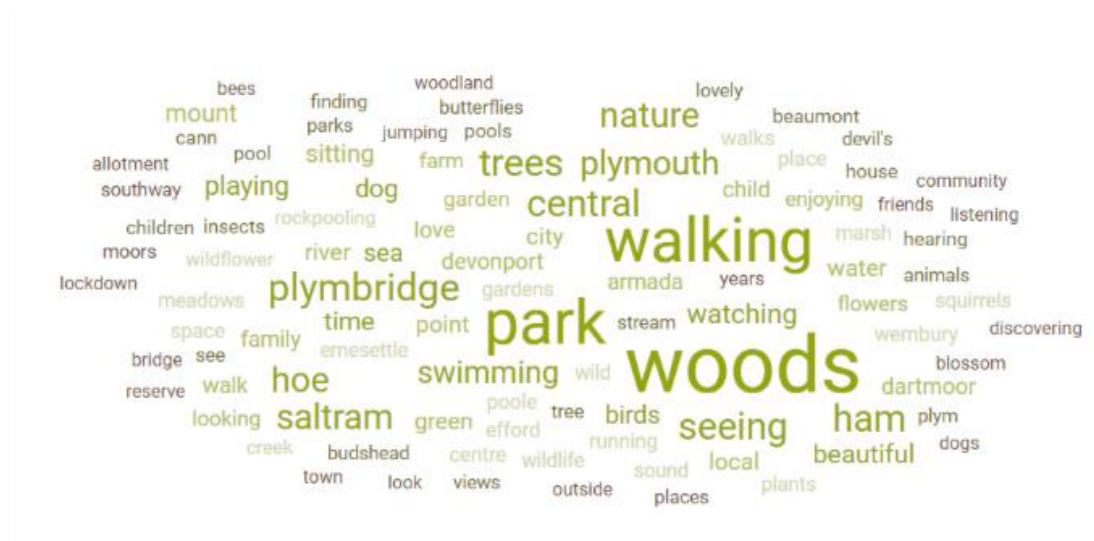 woodland
bees
lovely
finding
butterflies
mount
nature
beaumont
parks
jumping pools
cann
walks
devil's
pool
sitting
allotment
farm
trees plymouth
place
house
southway
playing
dog
garden
child
community
central
enjoying
friends
listening
children insects
rockpooling
love
city
walking
marsh
hearing
moors
wildflower
river
sea
devonport
water
animals
lockdown
plymbridge
gardens
armada
years
meadows
flowers
squirrels
time
point
park
stream
watching
space
family
ernesettle
wembury
discovering
bridge
see
blossom
reserve
walk
hoe
swimming
wild
woods
dartmoor
looking
saltram
green
poole
efford
tree
birds
seeing
ham
plym
creek
budshead
centre
wildlife
running
sound
local
beautiful
dogs
town
look
views
outside
places
plants